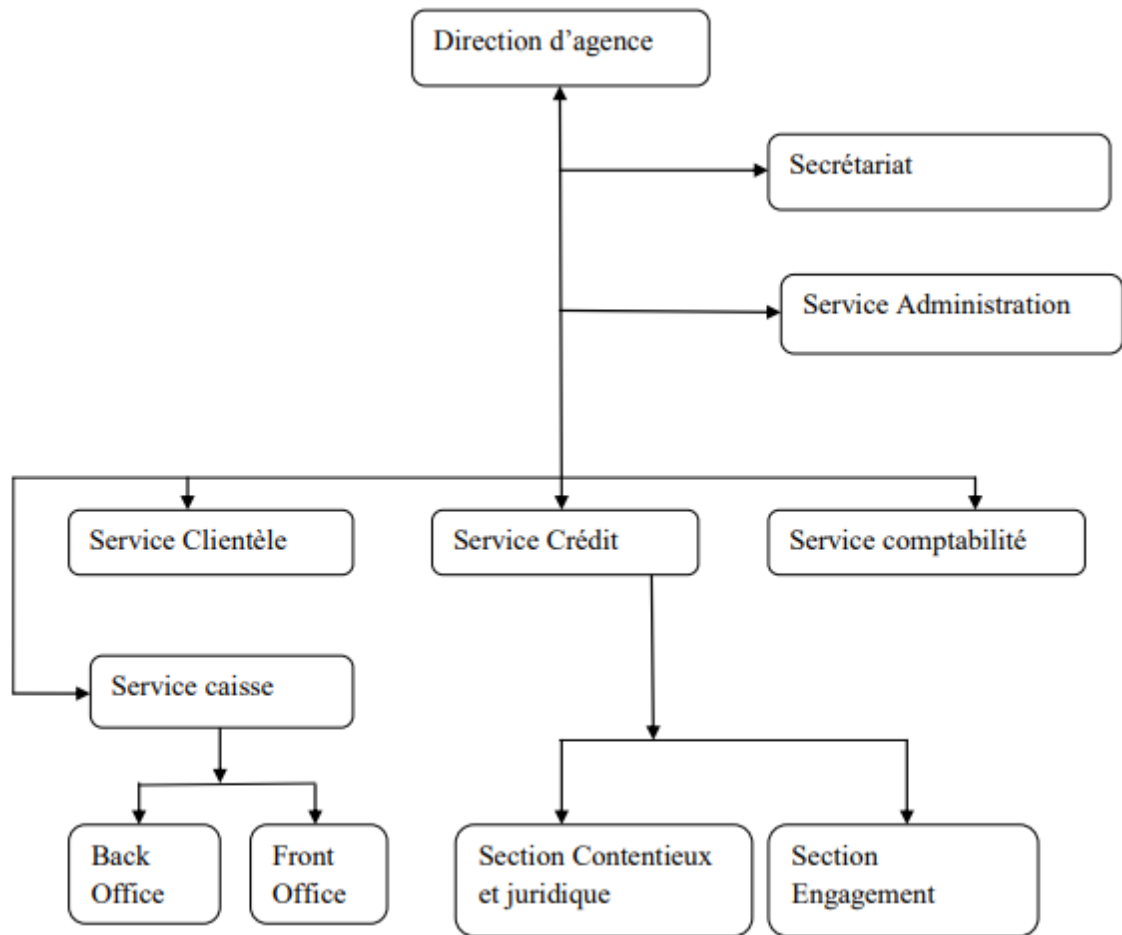 Direction d’agence
Secrétariat
Service Administration
Service Clientèle
Service Crédit
Service comptabilité
Service caisse
Back
Office
Front
Office
Section Contentieux
et juridique
Section
Engagement